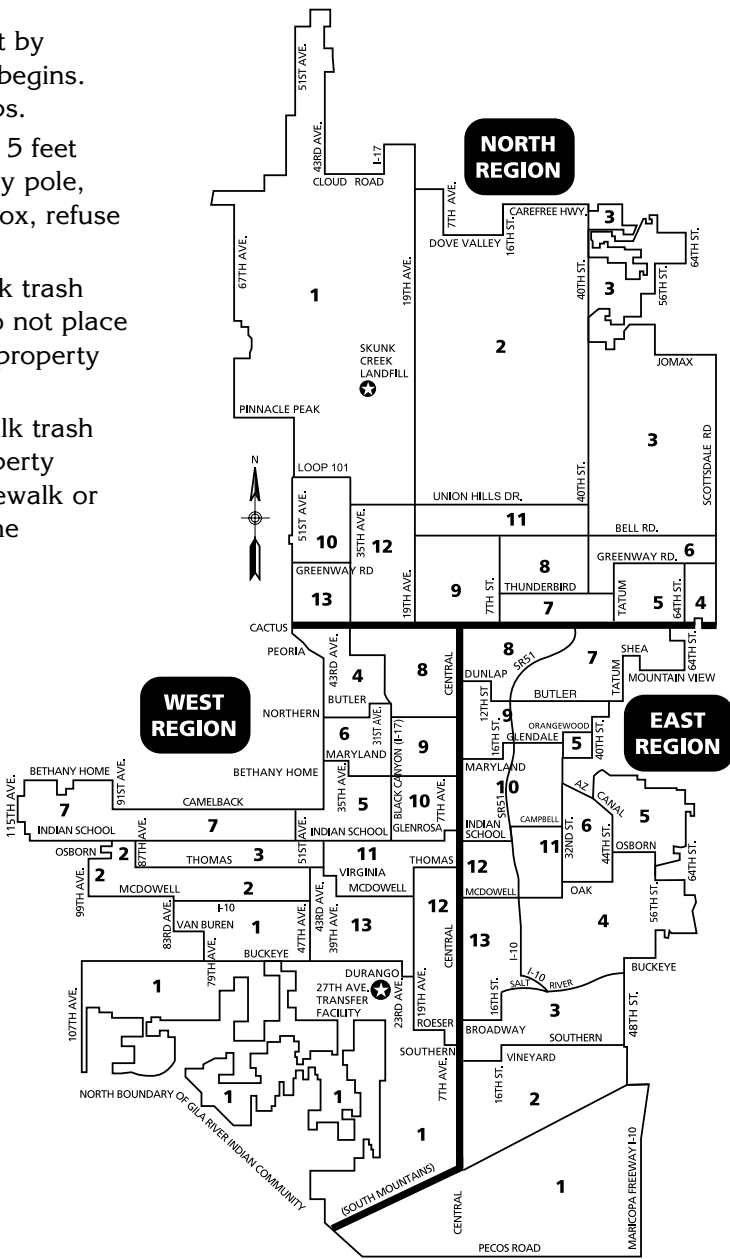 t by
begins.
os.
5 feet
y pole,
ox, refuse
k trash
o not place
property
lk trash
perty
ewalk or
ne
NORTH
REGION
51ST AVE.
43RD AVE.
I-17
CLOUD ROAD
7TH AVE.
CAREFREE HWY.
16TH ST.
DOVE VALLEY
3
64TH ST.
67TH AVE.
19TH AVE.
40TH ST.
56TH ST.
3
1
2
SKUNK
CREEK
LANDFILL
JOMAX
PINNACLE PEAK
3
SCOTTSDALE RD
N
LOOP 101
40TH ST.
UNION HILLS DR.
51ST AVE.
35TH AVE.
11
BELL RD.
10
12
6
GREENWAY RD.
GREENWAY RD
8
9
7TH ST.
THUNDERBIRD
13
19TH AVE.
7
TATUM
5
64TH ST.
4
CACTUS
PEORIA
43RD AVE.
4
8
CENTRAL
8
SR51
7
SHEA
64TH ST.
MOUNTAIN VIEW
TATUM
DUNLAP
BUTLER
12TH ST.
BUTLER
WEST
REGION
EAST
REGION
NORTHERN
31ST AVE.
9
ORANGEWOOD
GLENDALE
5
40TH ST.
6
MARYLAND
9
16TH ST.
MARYLAND
BLACK CANYON (I-17)
BETHANY HOME
91ST AVE.
BETHANY HOME
35TH AVE.
10
SR51
AZ
CANAL
115TH AVE.
7
CAMELBACK
5
10
7TH AVE.
5
6
7
INDIAN SCHOOL
INDIAN SCHOOL
GLENROSA
INDIAN
SCHOOL
CAMPBELL
32ND ST.
44TH ST.
11
OSBORN
OSBORN
2
87TH AVE.
THOMAS
3
51ST AVE.
11
VIRGINIA
THOMAS
12
64TH ST.
2
99TH AVE.
MCDOWELL
2
MCDOWELL
MCDOWELL
OAK
56TH ST.
I-10
83RD AVE.
VAN BUREN
1
47TH AVE.
43RD AVE.
39TH AVE.
13
12
CENTRAL
13
4
79TH AVE.
BUCKEYE
I-10
BUCKEYE
1
107TH AVE.
DURANGO
27TH AVE.
TRANSFER
FACILITY
23RD AVE.
19TH AVE.
16TH ST.
I-10
SALT
RIVER
48TH ST.
ROESER
BROADWAY
3
SOUTHERN
SOUTHERN
7TH AVE.
VINEYARD
16TH ST.
2
1
1
NORTH BOUNDARY OF GILA RIVER INDIAN COMMUNITY
1
(SOUTH MOUNTAINS)
1
CENTRAL
MARICOPA FREEWAY I-10
PECOS ROAD